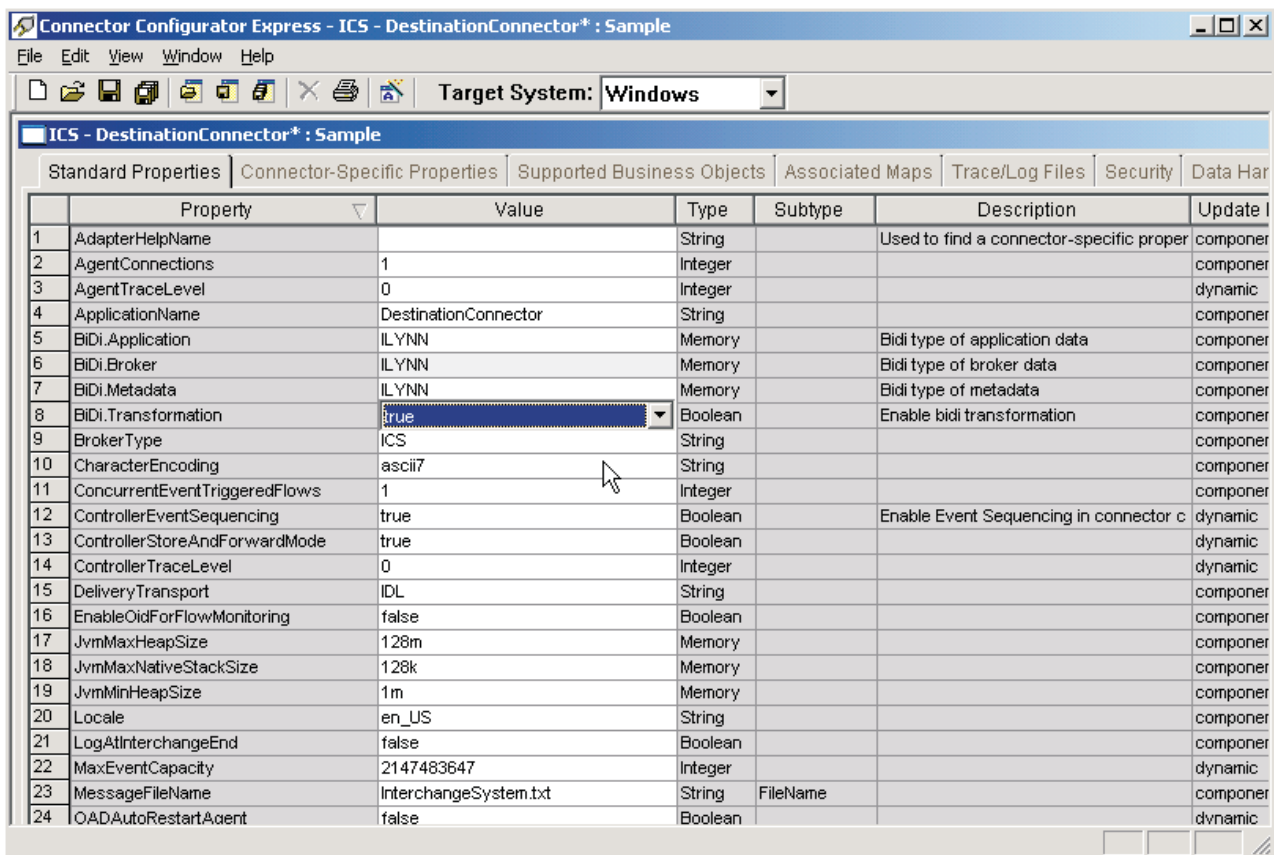 Connector Configurator Express - ICS - DestinationConnector* : Sample
File Edit View Window Help
Target System: Windows
ICS - DestinationConnector* : Sample
Standard Properties Connector-Specific Properties Supported Business Objects Associated Maps Trace/Log Files Security Data Har
Property Value Type Subtype Description Update
1 AdapterHelpName String Used to find a connector-specific proper componer
2 AgentConnections 1 Integer componer
3 AgentTraceLevel 0 Integer dynamic
4 ApplicationName DestinationConnector String componer
5 BiDi.Application ILYNN Memory Bidi type of application data componer
6 BiDi.Broker ILYNN Memory Bidi type of broker data componer
7 BiDi.Metadata ILYNN Memory Bidi type of metadata componer
8 BiDi.Transformation true Boolean Enable bidi transformation componer
9 BrokerType ICS String componer
10 CharacterEncoding ascii7 String componer
11 ConcurrentEventTriggeredFlows 1 Integer componer
12 ControllerEventSequencing true Boolean Enable Event Sequencing in connector c dynamic
13 ControllerStoreAndForwardMode true Boolean dynamic
14 ControllerTraceLevel 0 Integer dynamic
15 DeliveryTransport IDL String componer
16 EnableOidForFlowMonitoring false Boolean componer
17 JvmMaxHeapSize 128m Memory componer
18 JvmMaxNativeStackSize 128k Memory componer
19 JvmMinHeapSize 1m Memory componer
20 Locale en_US String componer
21 LogAtInterchangeEnd false Boolean componer
22 MaxEventCapacity 2147483647 Integer dynamic
23 MessageFileName InterchangeSystem.txt String FileName componer
24 OADAutoRestartAgent false Boolean dynamic